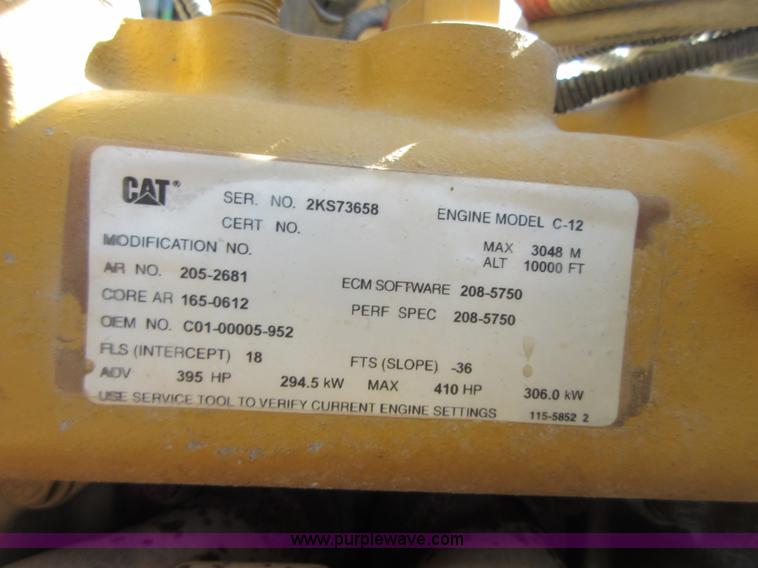 CAT® SER. NO. 2KS73658 ENGINE MODEL C-12
CERT NO.
MODIFICATION NO. MAX 3048 M
ALT 10000 FT
AR NO. 205-2681 ECM SOFTWARE 208-5750
CORE AR 165-0612 PERF SPEC 208-5750
OEM NO. C01-00005-952
FLS (INTERCEPT) 18 FTS (SLOPE) -36
ADV 395 HP 294.5 kW MAX 410 HP 306.0 kW
USE SERVICE TOOL TO VERIFY CURRENT ENGINE SETTINGS 115-5852 2
www.purplewave.com